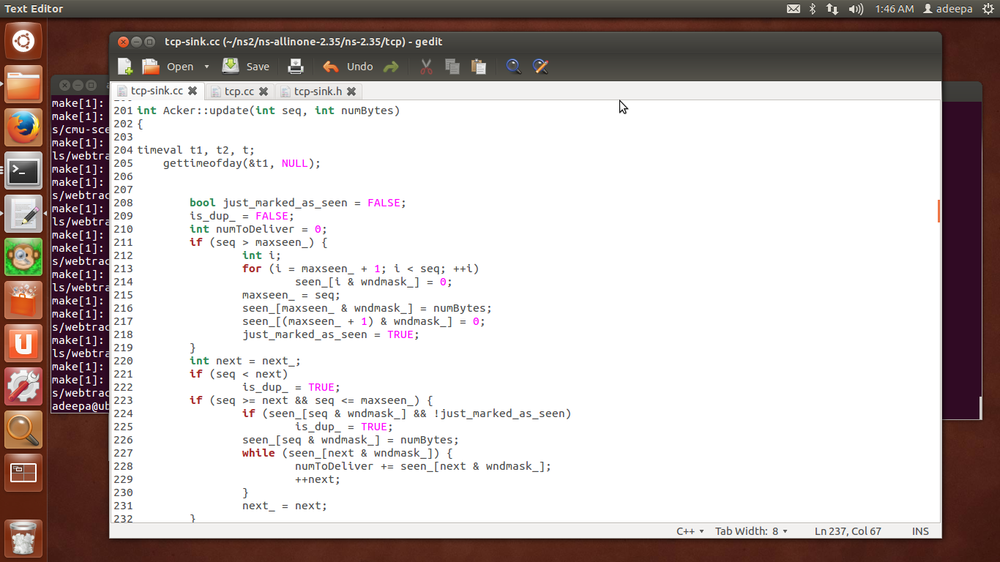 Text Editor
1:46 AM
adeepa
tcp-sink.cc (~/ns2/ns-allinone-2.35/ns-2.35/tcp) - gedit
Open
Save
Undo
tcp-sink.cc
tcp.cc
tcp-sink.h
201 int Acker::update(int seq, int numBytes)
202 {
203
204 timeval t1, t2, t;
205     gettimeofday(&t1, NULL);
206
207
208         bool just_marked_as_seen = FALSE;
209         is_dup_ = FALSE;
210         int numToDeliver = 0;
211         if (seq > maxseen_) {
212                 int i;
213                 for (i = maxseen_ + 1; i < seq; ++i)
214                         seen_[i & wndmask_] = 0;
215                 maxseen_ = seq;
216                 seen_[maxseen_ & wndmask_] = numBytes;
217                 seen_[(maxseen_ + 1) & wndmask_] = 0;
218                 just_marked_as_seen = TRUE;
219         }
220         int next = next_;
221         if (seq < next)
222                 is_dup_ = TRUE;
223         if (seq >= next && seq <= maxseen_) {
224                 if (seen_[seq & wndmask_] && !just_marked_as_seen)
225                         is_dup_ = TRUE;
226                 seen_[seq & wndmask_] = numBytes;
227                 while (seen_[next & wndmask_]) {
228                         numToDeliver += seen_[next & wndmask_];
229                         ++next;
230                 }
231                 next_ = next;
232         }
C++
Tab Width: 8
Ln 237, Col 67
INS
make[1]:
make[1]:
s/cmu-sce
make[1]:
ls/webtra
make[1]:
make[1]:
s/webtrac
make[1]:
ls/webtra
make[1]:
make[1]:
s/webtrac
make[1]:
ls/webtra
make[1]:
make[1]:
s/webtrac
make[1]:
ls/webtra
make[1]:
make[1]:
s/webtrac
adeepa@ub